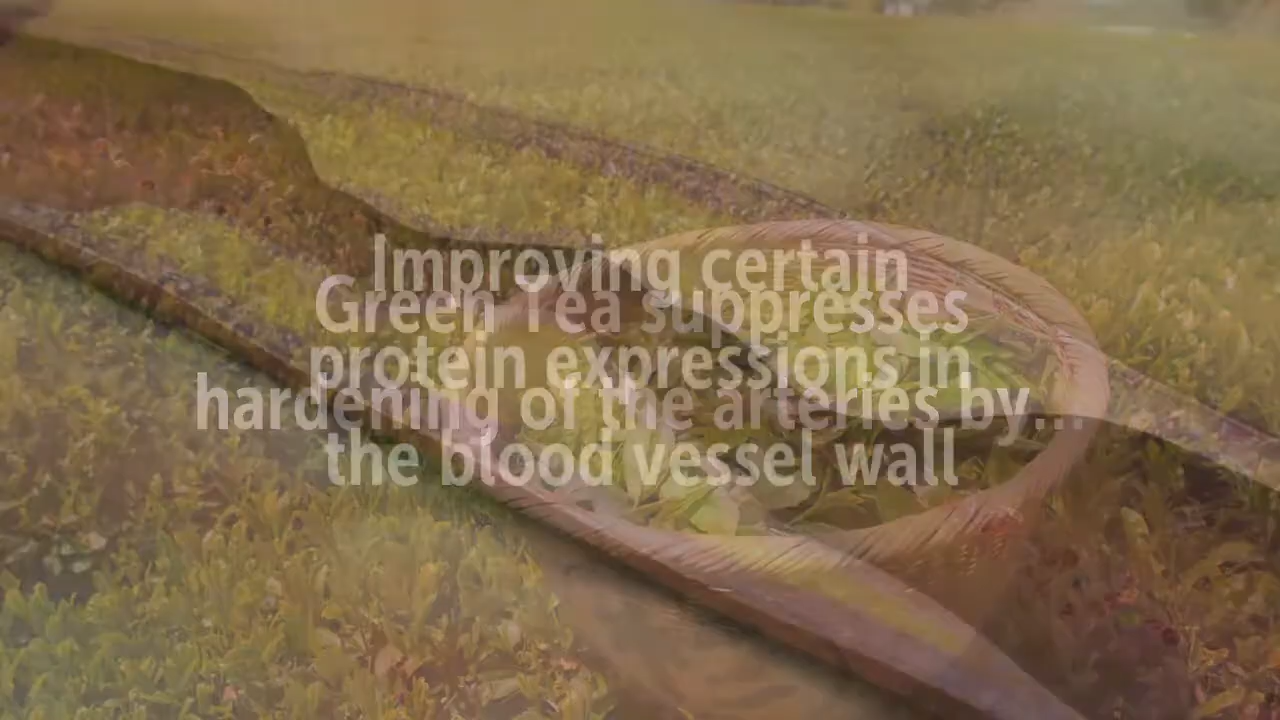 Improving certain
Green Tea suppresses
protein expressions in
hardening of the arteries by...
the blood vessel wall